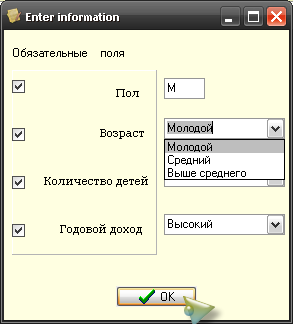 Enter information
Обязательные поля
Пол М
Возраст Молодой
Молодой
Средний
Выше среднего
Количество детей
Годовой доход Высокий
OK